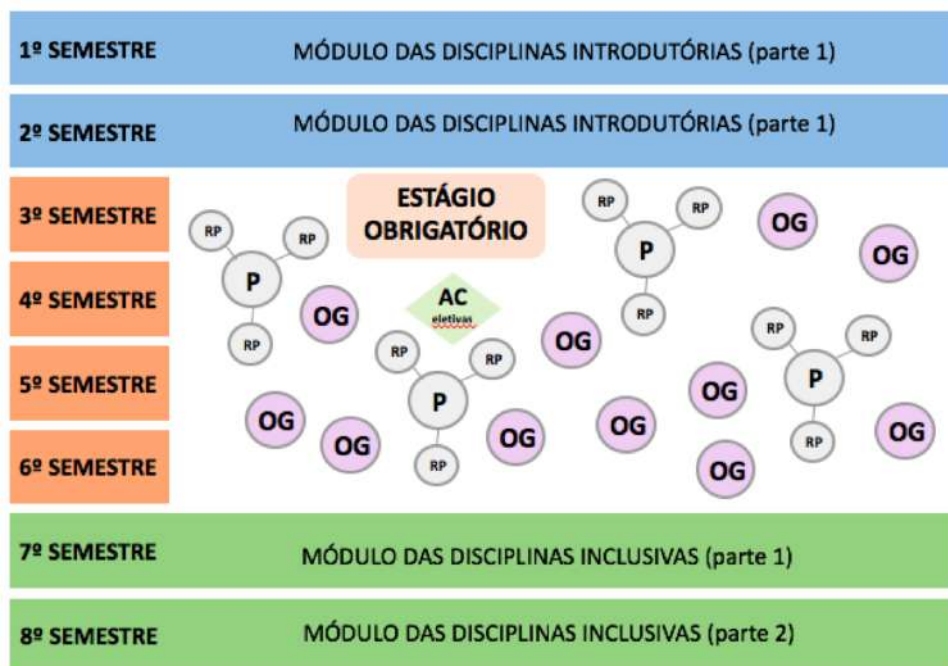 1º SEMESTRE
MÓDULO DAS DISCIPLINAS INTRODUTÓRIAS (parte 1)
2º SEMESTRE
MÓDULO DAS DISCIPLINAS INTRODUTÓRIAS (parte 1)
3º SEMESTRE
4º SEMESTRE
5º SEMESTRE
6º SEMESTRE
RP
RP
P
RP
ESTÁGIO
OBRIGATÓRIO
RP
RP
P
RP
OG
OG
OG
AC
eletivas
OG
RP
RP
P
RP
RP
RP
P
RP
OG
OG
OG
OG
OG
OG
OG
7º SEMESTRE
MÓDULO DAS DISCIPLINAS INCLUSIVAS (parte 1)
8º SEMESTRE
MÓDULO DAS DISCIPLINAS INCLUSIVAS (parte 2)